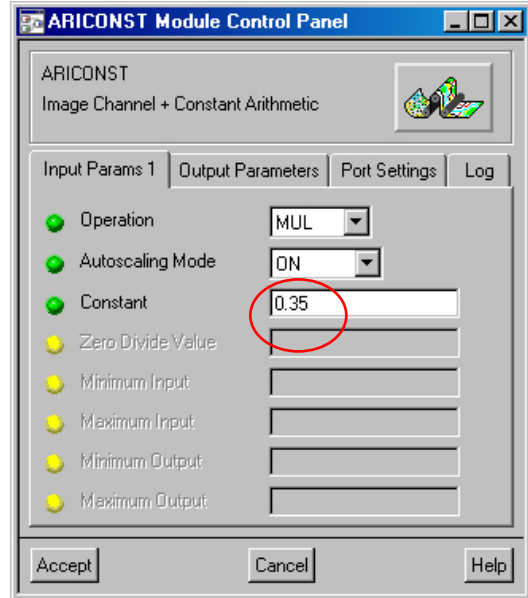 ARICONST Module Control Panel
ARICONST
Image Channel + Constant Arithmetic
Input Params 1 Output Parameters Port Settings Log
Operation MUL
Autoscaling Mode ON
Constant 0.35
Zero Divide Value
Minimum Input
Maximum Input
Minimum Output
Maximum Output
Accept Cancel Help